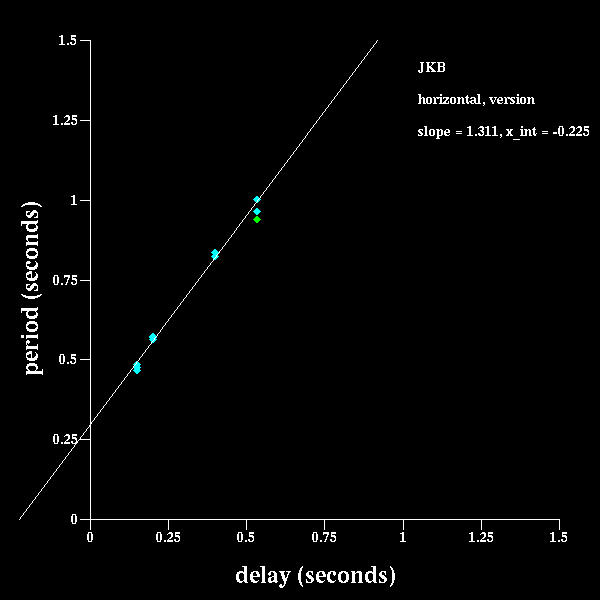 1.5
JKB
horizontal, version
1.25
slope = 1.311, x_int = -0.225
1
period (seconds)
0.75
0.5
0.25
0
0 0.25 0.5 0.75 1 1.25 1.5
delay (seconds)